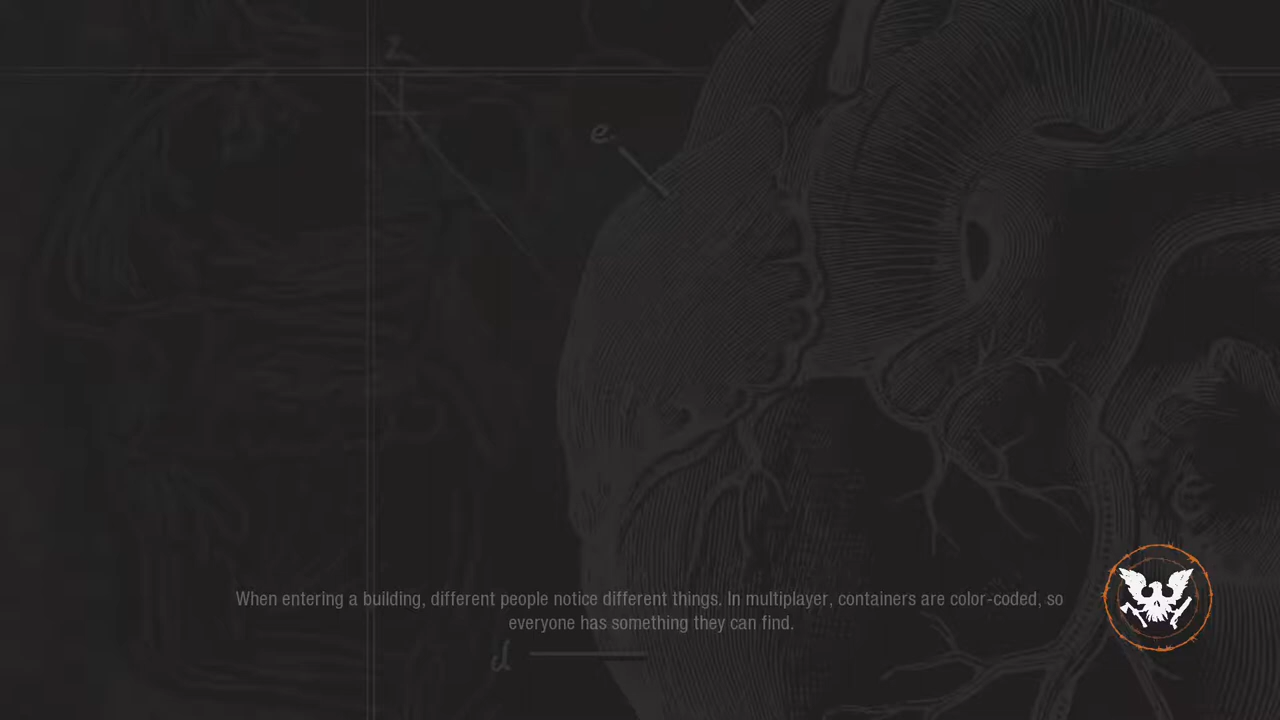 z
e
When entering a building, different people notice different things. In multiplayer, containers are color-coded, so
everyone has something they can find.
d